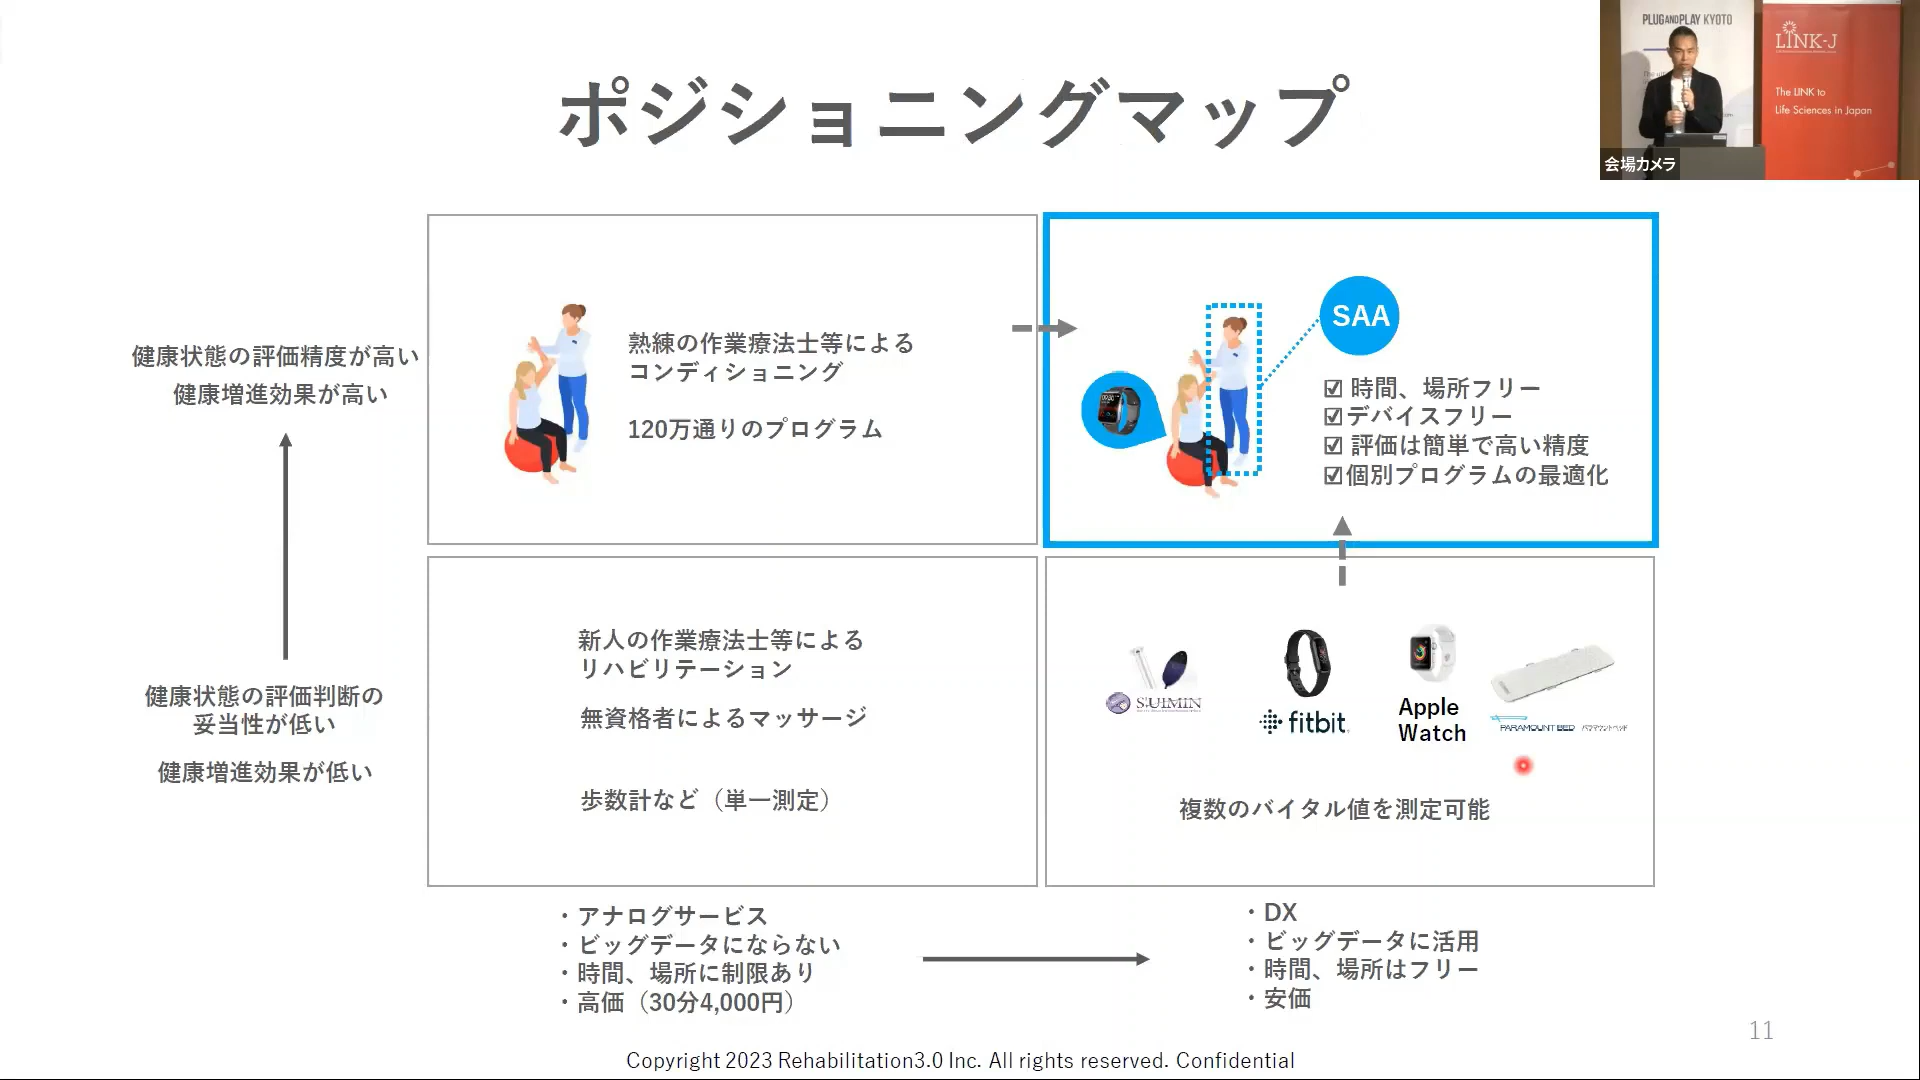 ポジショニングマップ
PLUGANDPLAY KYOTO
LINK-J
The LINK to
Life Sciences in Japan
会場カメラ
健康状態の評価精度が高い
健康増進効果が高い
健康状態の評価判断の
妥当性が低い
健康増進効果が低い
熟練の作業療法士等による
コンディショニング
120万通りのプログラム
SAA
☑ 時間、場所フリー
☑デバイスフリー
☑ 評価は簡単で高い精度
☑個別プログラムの最適化
新人の作業療法士等による
リハビリテーション
無資格者によるマッサージ
歩数計など（単一測定）
SUIMIN
fitbit
Apple
Watch
PARAMOUNT BED パラマウントベッド
複数のバイタル値を測定可能
・アナログサービス
・ビッグデータにならない
・時間、場所に制限あり
・高価（30分4,000円）
・DX
・ビッグデータに活用
・時間、場所はフリー
・安価
11
Copyright 2023 Rehabilitation3.0 Inc. All rights reserved. Confidential